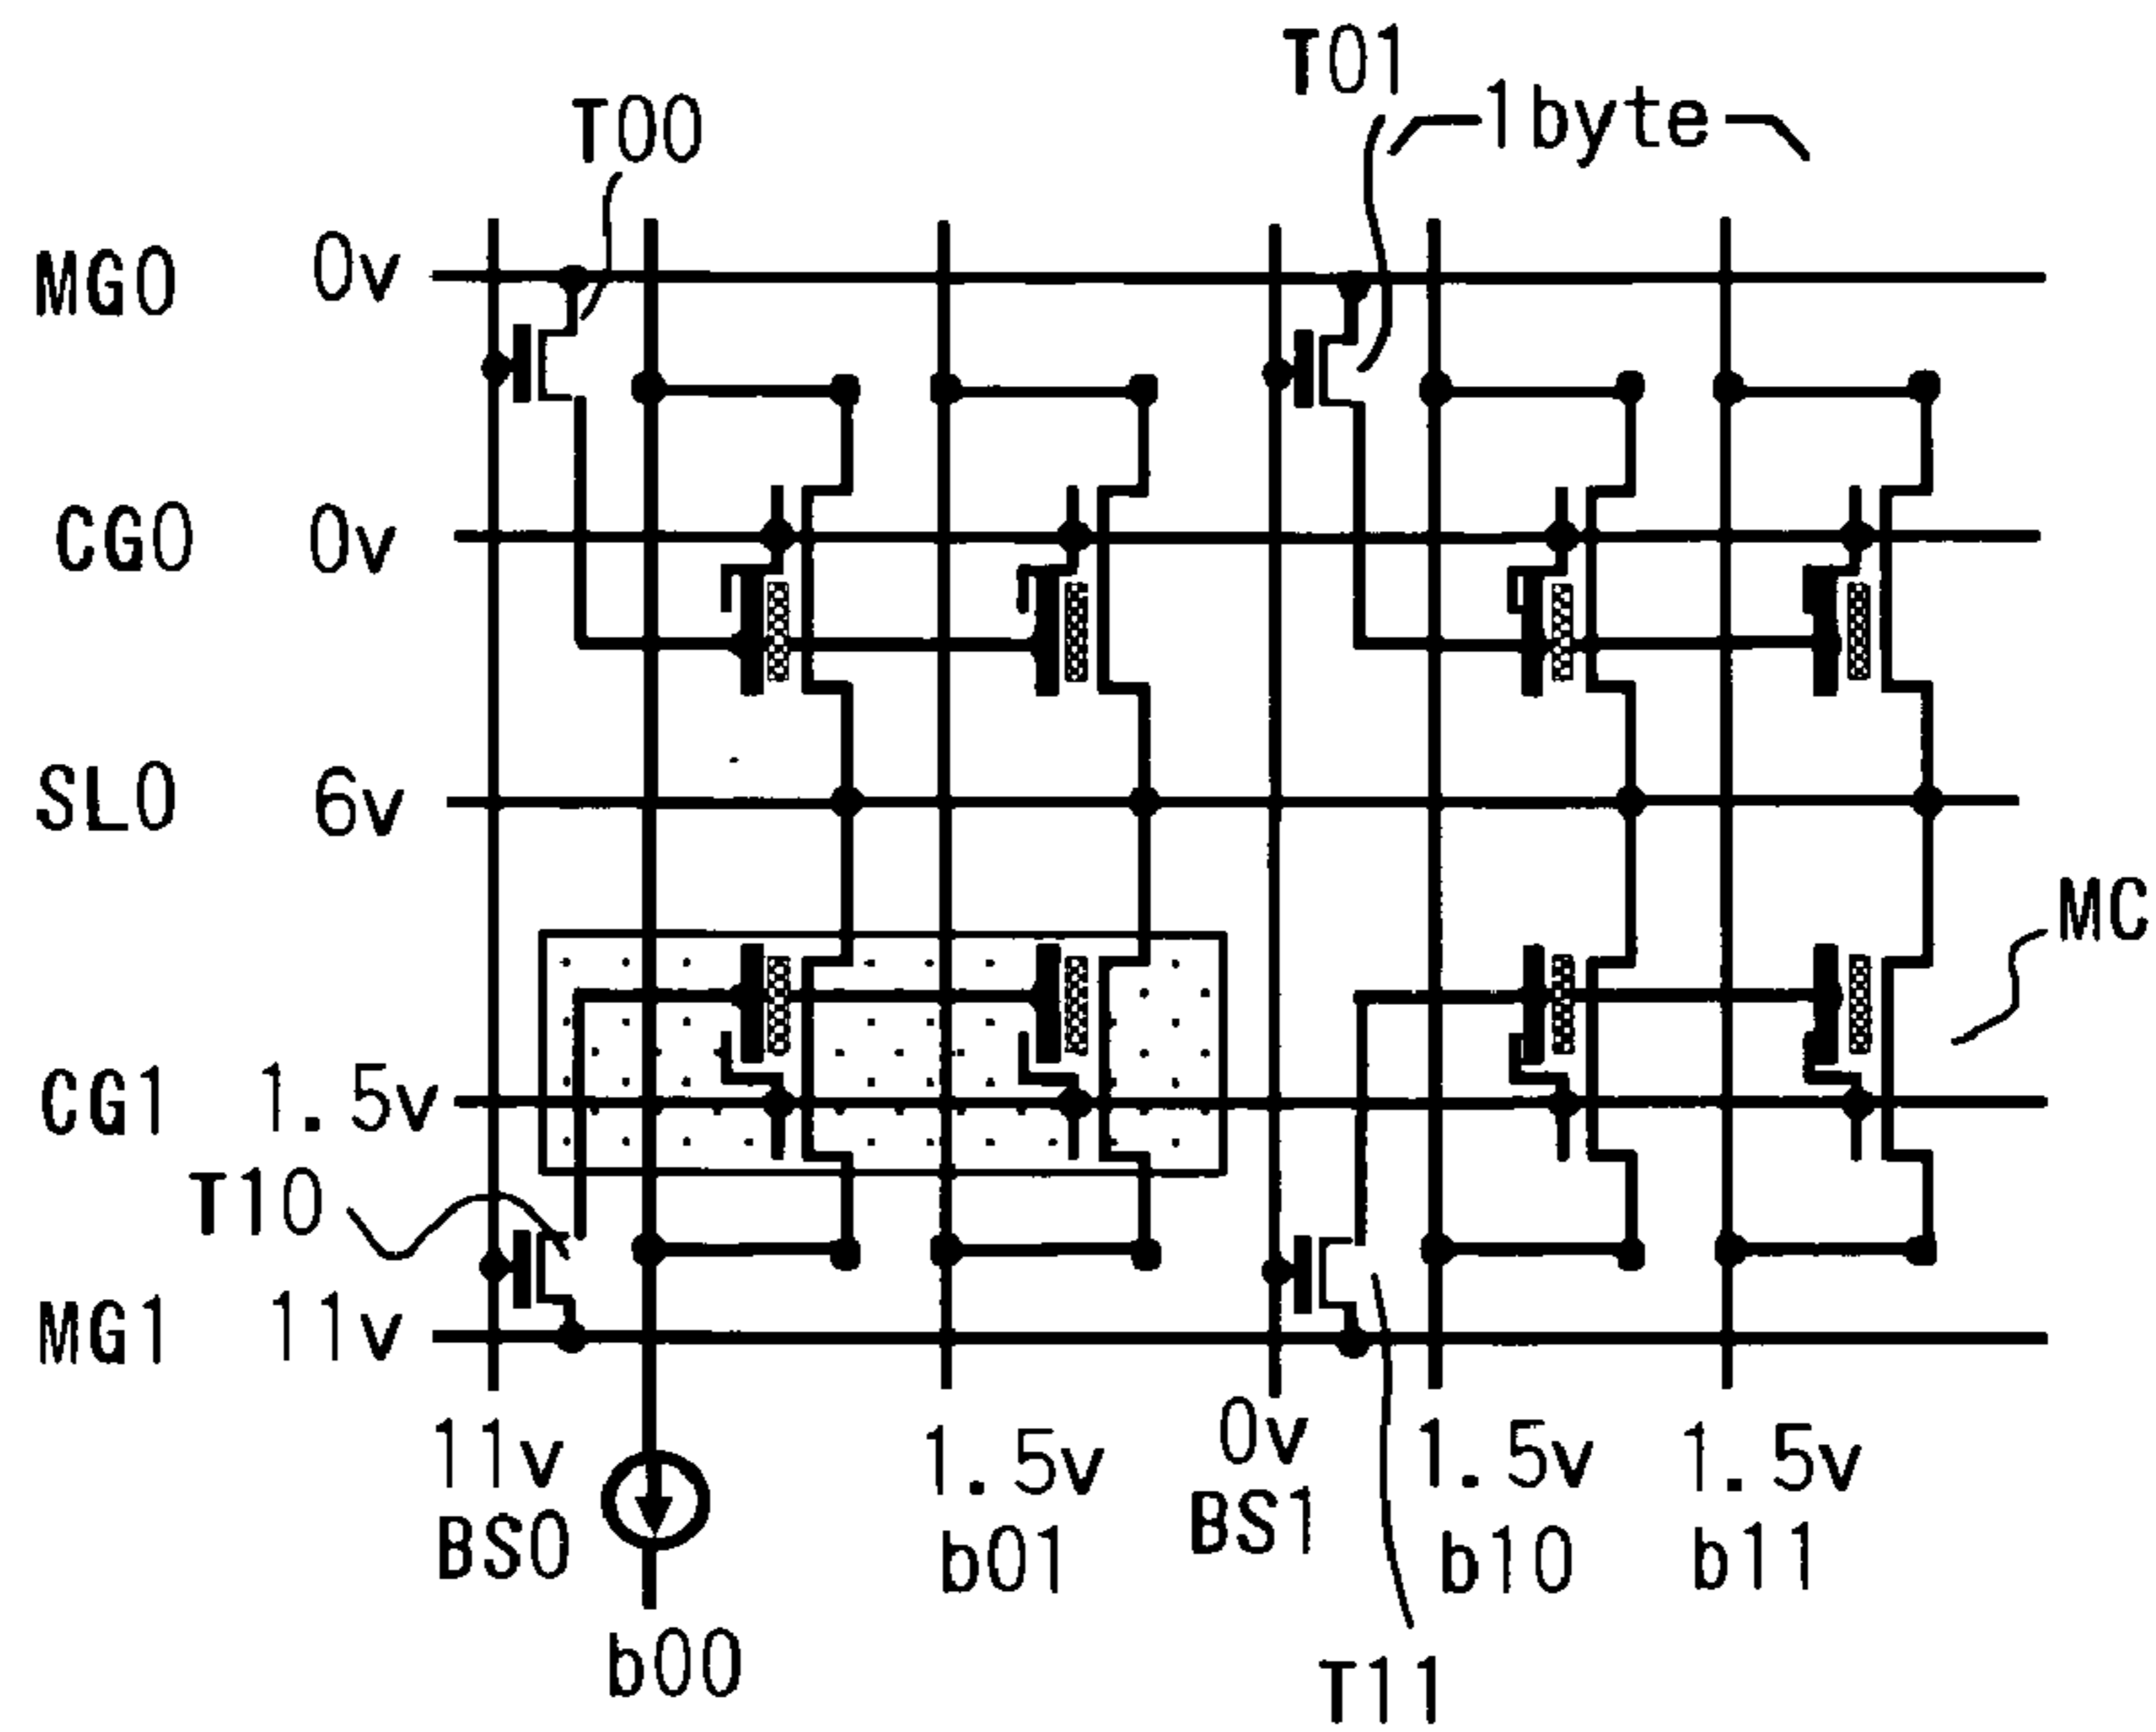 T01
T00
1byte
MG0 0v
CG0 0v
SL0 6v
MC
CG1 1.5v
T10
MG1 11v
11v 1.5v 0v 1.5v 1.5v
BS0 b01 BS1 b10 b11
b00
T11